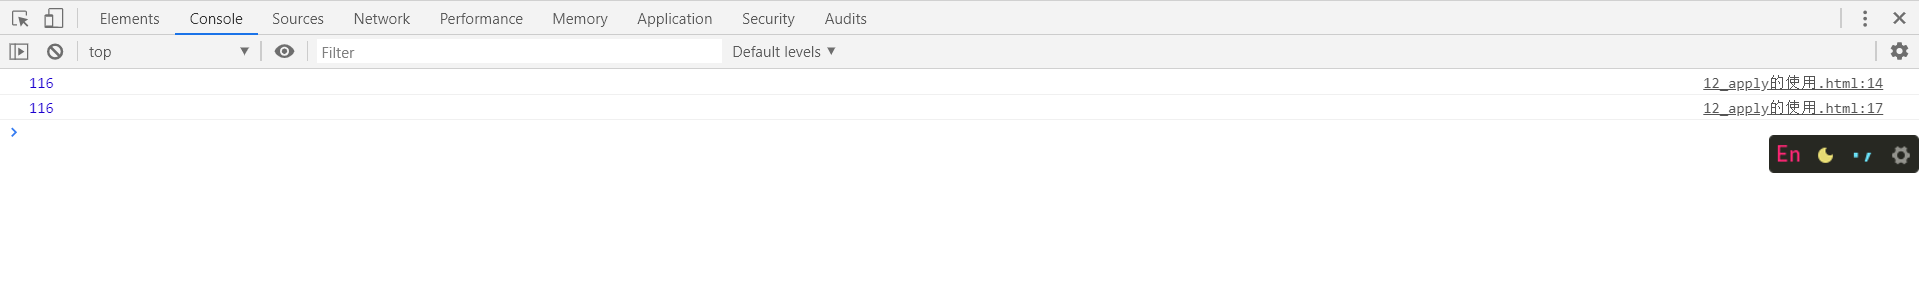 Elements Console Sources Network Performance Memory Application Security Audits
top Filter Default levels
116 12_apply的使用.html:14
116 12_apply的使用.html:17
En